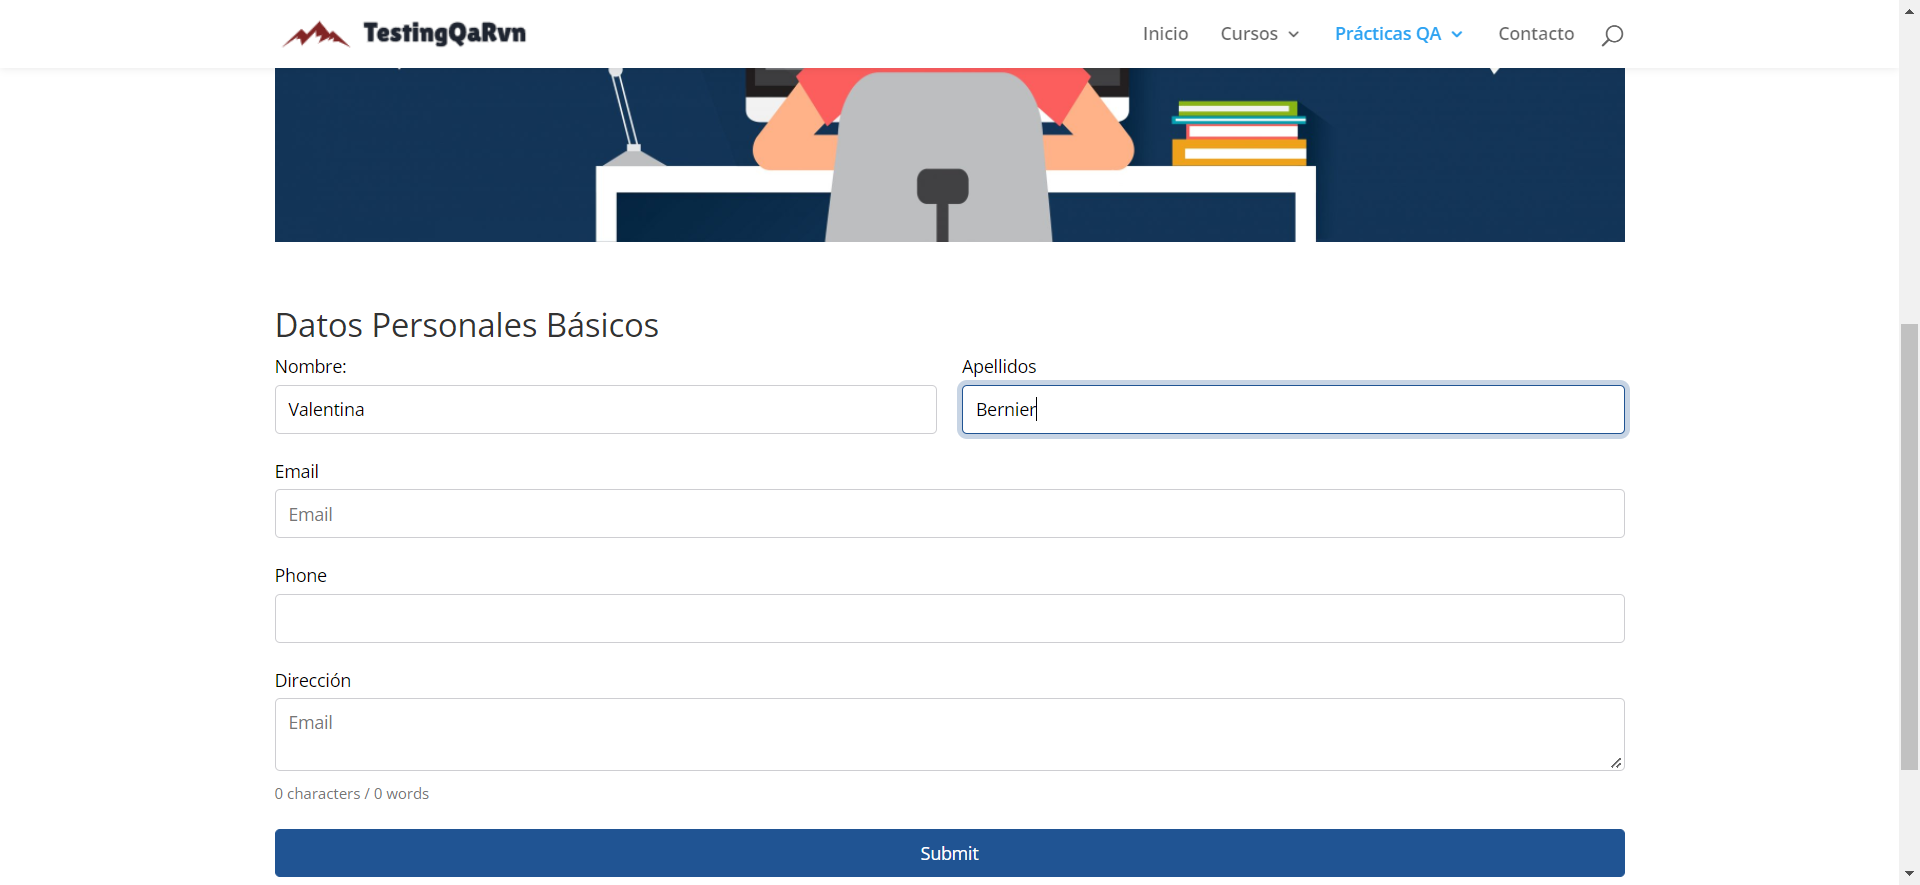 TestingQaRvn
Inicio Cursos Prácticas QA Contacto
Datos Personales Básicos
Nombre: Apellidos
Valentina Bernier
Email
Email
Phone
Dirección
Email
0 characters / 0 words
Submit